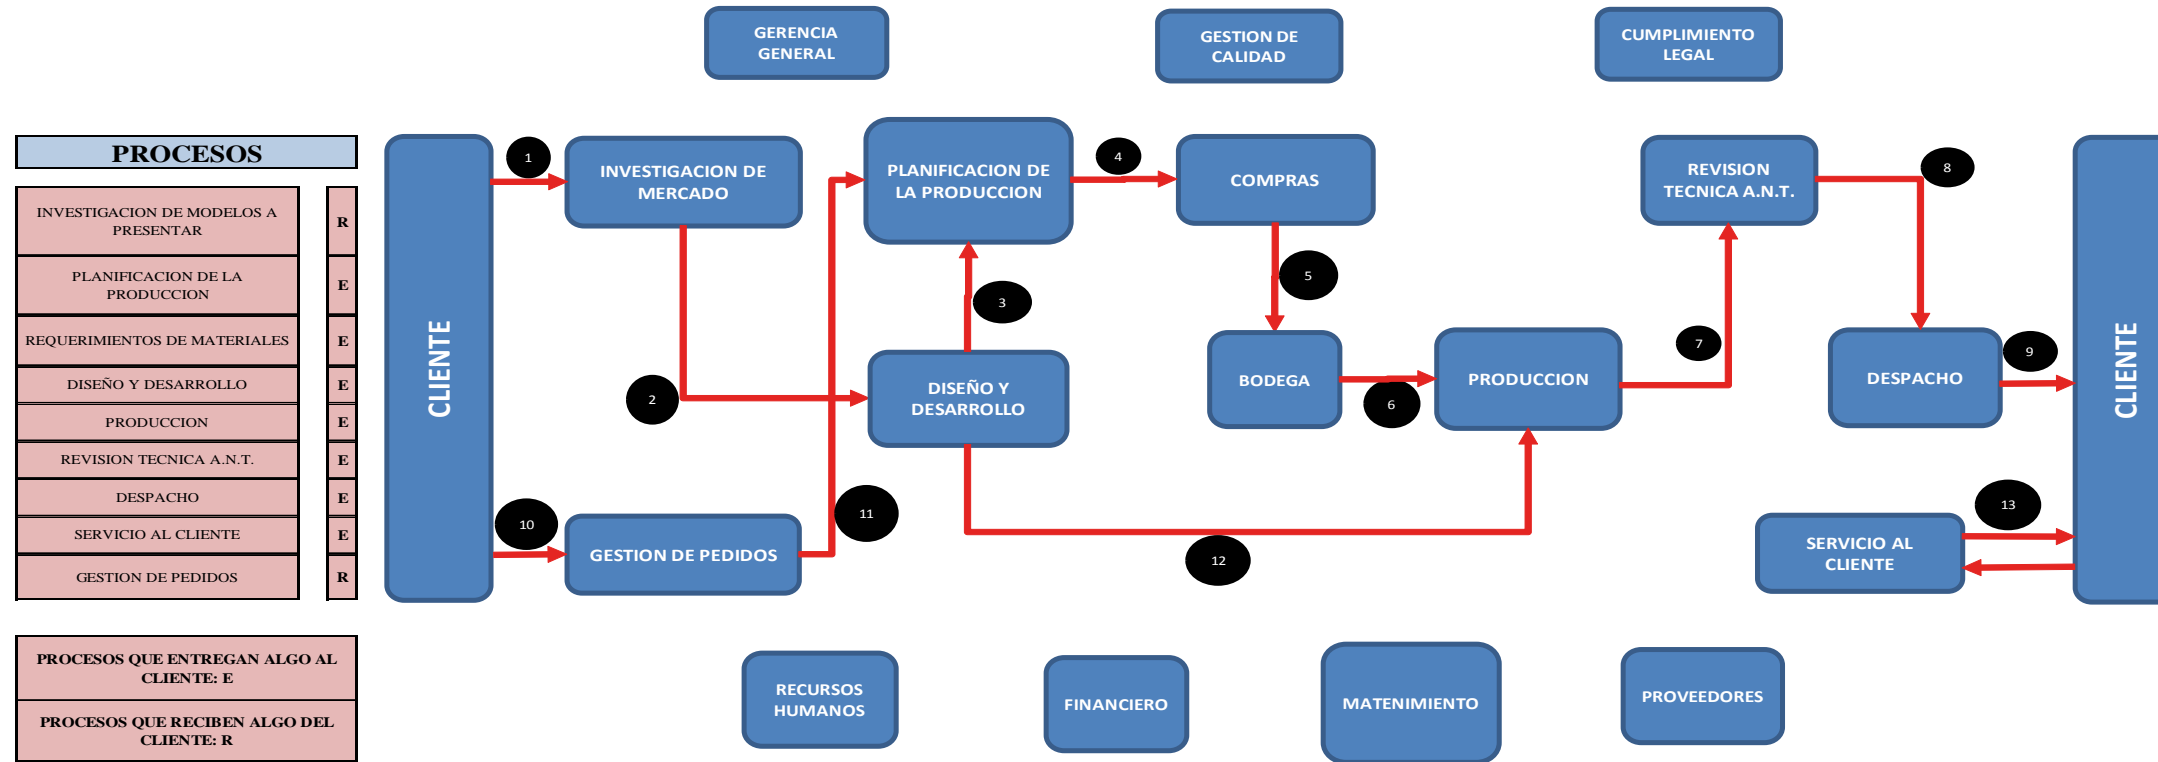 GERENCIA
GENERAL
GESTION DE
CALIDAD
CUMPLIMIENTO
LEGAL
PROCESOS
INVESTIGACION DE MODELOS A
PRESENTAR
R
PLANIFICACION DE LA
PRODUCCION
E
REQUERIMIENTOS DE MATERIALES
E
DISEÑO Y DESARROLLO
E
PRODUCCION
E
REVISION TECNICA A.N.T.
E
DESPACHO
E
SERVICIO AL CLIENTE
E
GESTION DE PEDIDOS
R
PROCESOS QUE ENTREGAN ALGO AL
CLIENTE: E
PROCESOS QUE RECIBEN ALGO DEL
CLIENTE: R
CLIENTE
1
INVESTIGACION DE
MERCADO
2
PLANIFICACION DE
LA PRODUCCION
3
DISEÑO Y
DESARROLLO
4
COMPRAS
5
BODEGA
6
PRODUCCION
7
REVISION
TECNICA A.N.T.
8
DESPACHO
9
CLIENTE
10
GESTION DE PEDIDOS
11
12
SERVICIO AL
CLIENTE
13
RECURSOS
HUMANOS
FINANCIERO
MATENIMIENTO
PROVEEDORES